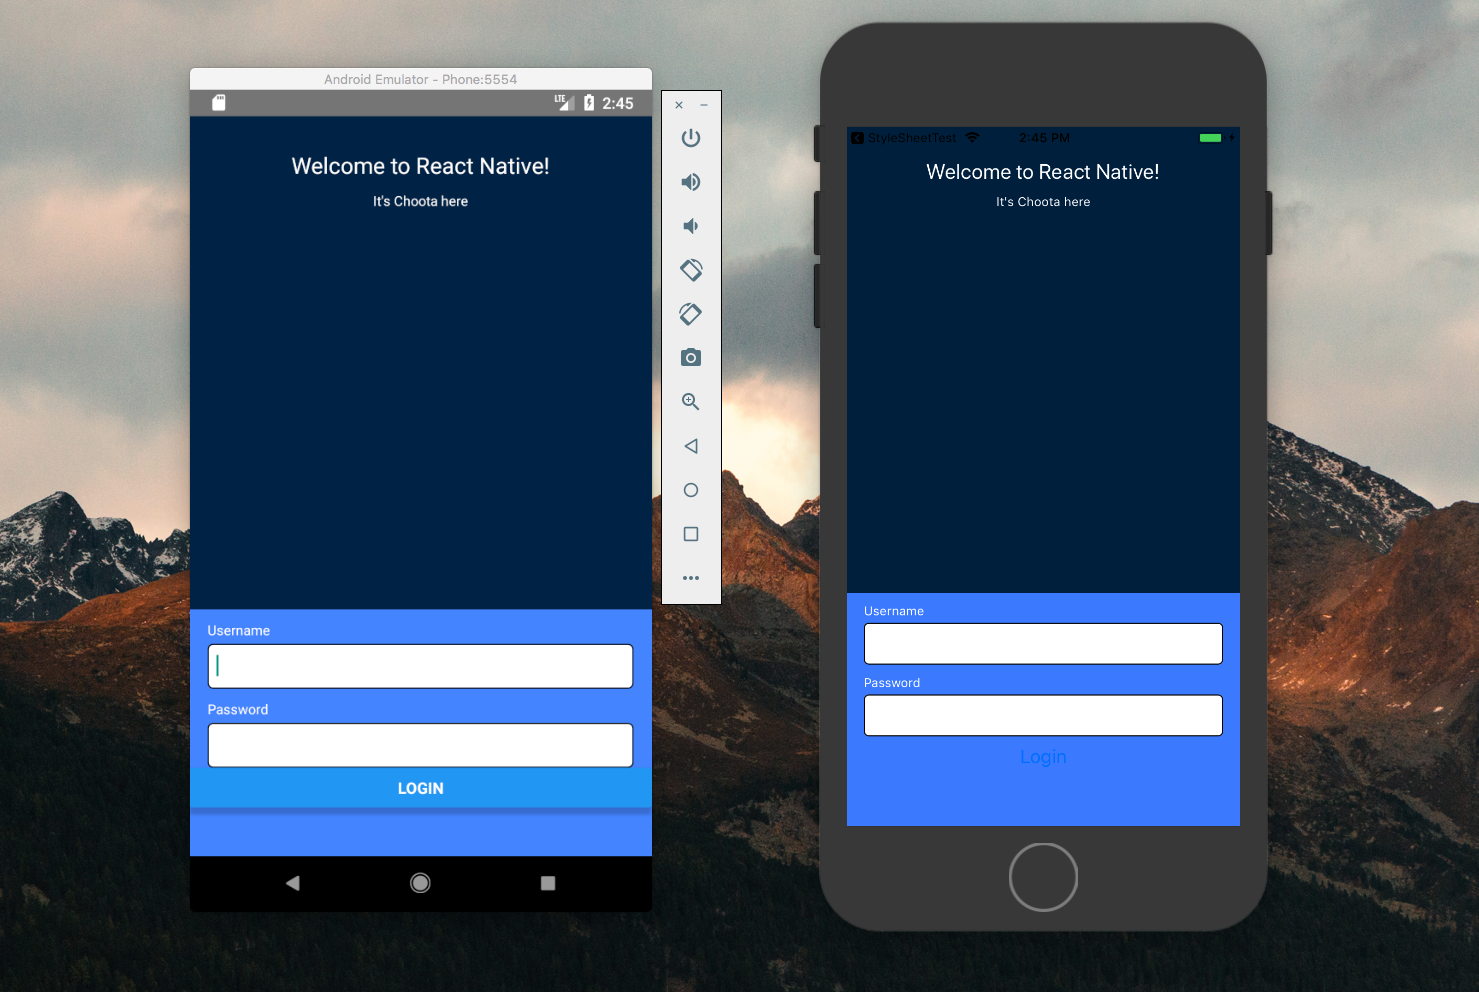 Android Emulator - Phone:5554
LTE 2:45
Welcome to React Native!
It's Choota here
Username
Password
LOGIN
StyleSheetTest 2:45 PM
Welcome to React Native!
It's Choota here
Username
Password
Login